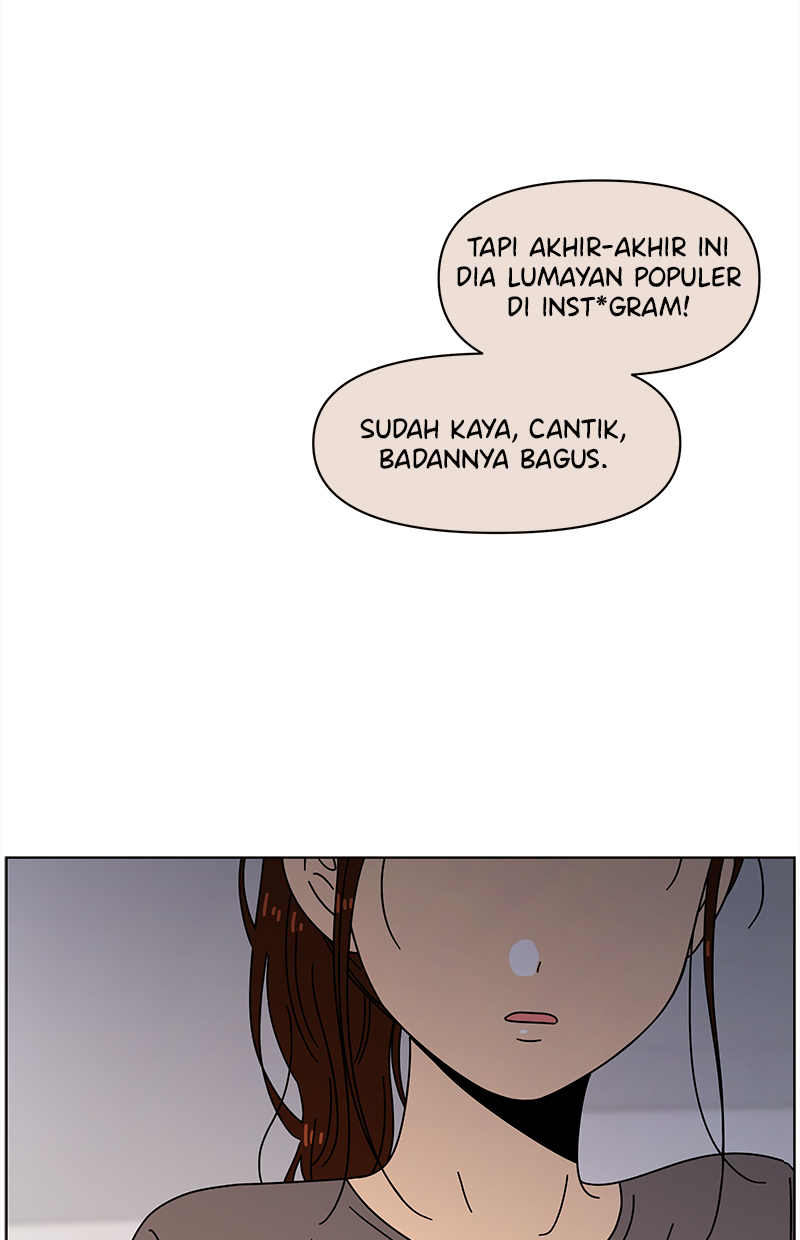 TAPI AKHIR-AKHIR INI
DIA LUMAYAN POPULER
DI INST*GRAM!
SUDAH KAYA, CANTIK,
BADANNYA BAGUS.